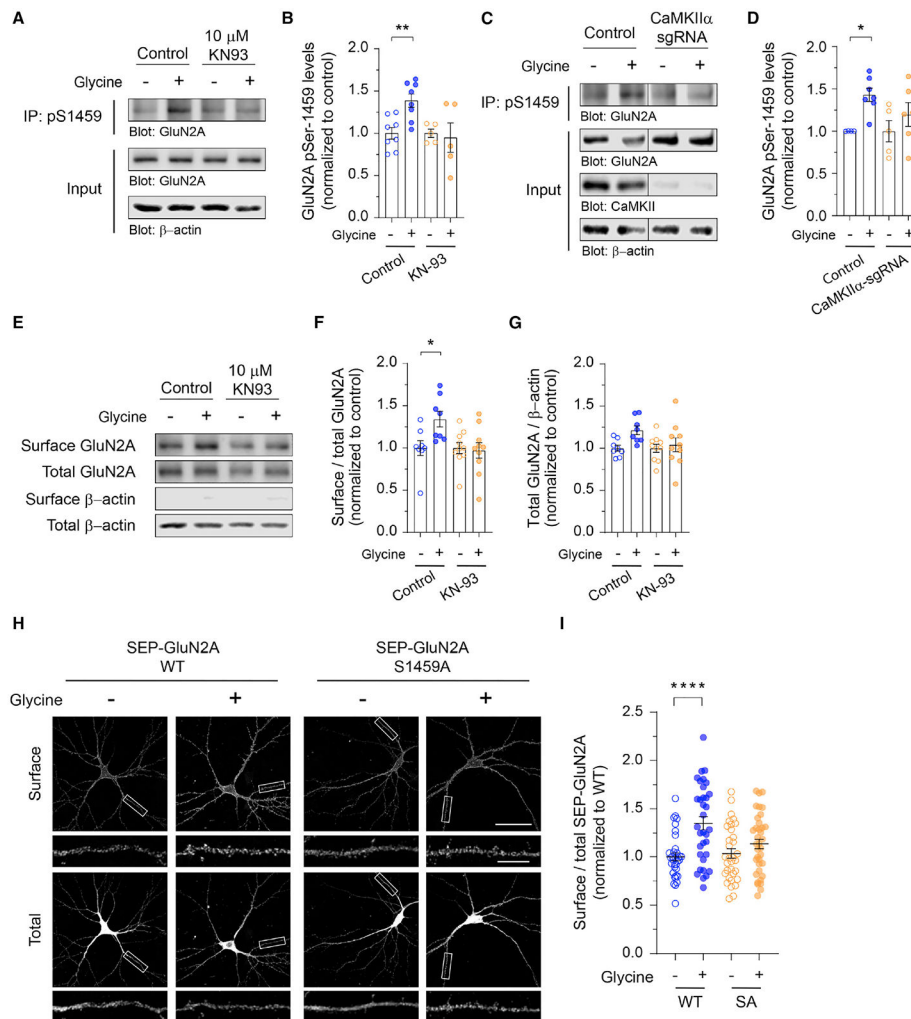 A
Control
10 μM
KN93
Glycine - + - +
IP: pS1459
Blot: GluN2A
Input
Blot: GluN2A
Blot: β–actin
B
**
GluN2A pSer-1459 levels
(normalized to control)
2.0
1.5
1.0
0.5
0.0
Glycine - + - +
Control KN-93
C
Control
CaMKIIα
sgRNA
Glycine - + - +
IP: pS1459
Blot: GluN2A
Input
Blot: GluN2A
Blot: CaMKII
Blot: β–actin
D
*
GluN2A pSer-1459 levels
(normalized to control)
2.0
1.5
1.0
0.5
0.0
Glycine - + - +
Control
CaMKIIα-sgRNA
E
Control
10 μM
KN93
Glycine - + - +
Surface GluN2A
Total GluN2A
Surface β–actin
Total β–actin
F
*
Surface / total GluN2A
(normalized to control)
2.0
1.5
1.0
0.5
0.0
Glycine - + - +
Control KN-93
G
Total GluN2A / β–actin
(normalized to control)
2.0
1.5
1.0
0.5
0.0
Glycine - + - +
Control KN-93
H
SEP-GluN2A
WT
SEP-GluN2A
S1459A
Glycine - + - +
Surface
Total
I
****
Surface / total SEP-GluN2A
(normalized to WT)
2.5
2.0
1.5
1.0
0.5
0.0
Glycine - + - +
WT SA